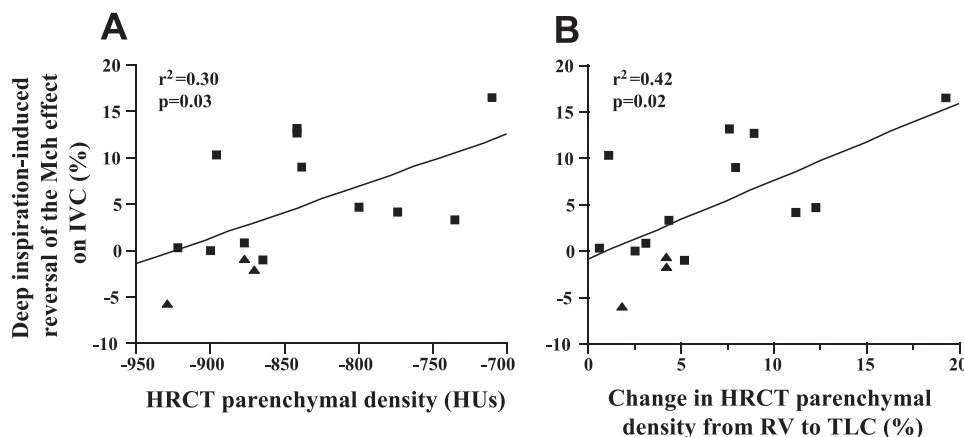 A
B
Deep inspiration-induced
reversal of the Mch effect
on IVC (%)
r²=0.30
p=0.03
20
15
10
5
0
-5
-10
-950 -900 -850 -800 -750 -700
HRCT parenchymal density (HUs)
r²=0.42
p=0.02
20
15
10
5
0
-5
-10
0 5 10 15 20
Change in HRCT parenchymal
density from RV to TLC (%)